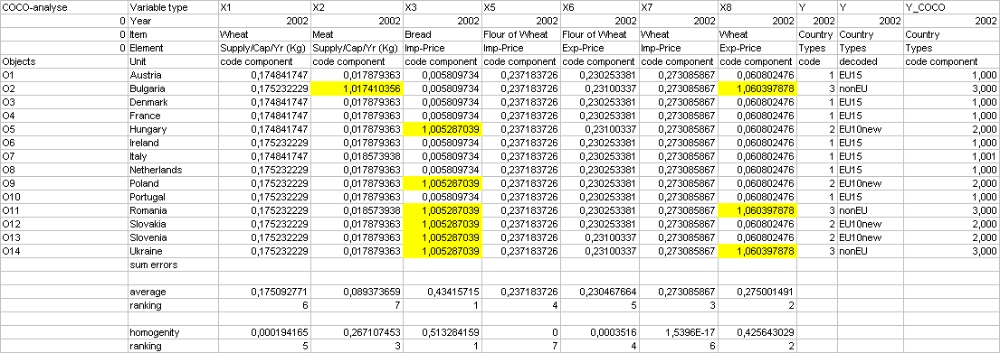 COCO-analyse Variable type X1 X2 X3 X5 X6 X7 X8 Y Y Y_COCO
0 Year 2002 2002 2002 2002 2002 2002 2002 2002 2002 2002
0 Item Wheat Meat Bread Flour of Wheat Flour of Wheat Wheat Wheat Country Country Country
0 Element Supply/Cap/Yr (Kg) Supply/Cap/Yr (Kg) Imp-Price Imp-Price Exp-Price Imp-Price Exp-Price Types Types Types
Objects Unit code component code component code component code component code component code component code component code decoded code component
O1 Austria 0,174841747 0,017879363 0,005809734 0,237183726 0,230253381 0,273085867 0,060802476 1 EU15 1,000
O2 Bulgaria 0,175232229 1,017410356 0,005809734 0,237183726 0,23100337 0,273085867 1,060397878 3 nonEU 3,000
O3 Denmark 0,174841747 0,017879363 0,005809734 0,237183726 0,230253381 0,273085867 0,060802476 1 EU15 1,000
O4 France 0,174841747 0,017879363 0,005809734 0,237183726 0,230253381 0,273085867 0,060802476 1 EU15 1,000
O5 Hungary 0,174841747 0,017879363 1,005287039 0,237183726 0,23100337 0,273085867 0,060802476 2 EU10new 2,000
O6 Ireland 0,175232229 0,017879363 0,005809734 0,237183726 0,230253381 0,273085867 0,060802476 1 EU15 1,000
O7 Italy 0,174841747 0,018573938 0,005809734 0,237183726 0,230253381 0,273085867 0,060802476 1 EU15 1,001
O8 Netherlands 0,175232229 0,017879363 0,005809734 0,237183726 0,230253381 0,273085867 0,060802476 1 EU15 1,000
O9 Poland 0,175232229 0,017879363 1,005287039 0,237183726 0,230253381 0,273085867 0,060802476 2 EU10new 2,000
O10 Portugal 0,175232229 0,017879363 0,005809734 0,237183726 0,230253381 0,273085867 0,060802476 1 EU15 1,000
O11 Romania 0,175232229 0,018573938 1,005287039 0,237183726 0,230253381 0,273085867 1,060397878 3 nonEU 3,000
O12 Slovakia 0,175232229 0,017879363 1,005287039 0,237183726 0,230253381 0,273085867 0,060802476 2 EU10new 2,000
O13 Slovenia 0,175232229 0,017879363 1,005287039 0,237183726 0,23100337 0,273085867 0,060802476 2 EU10new 2,000
O14 Ukraine 0,175232229 0,017879363 1,005287039 0,237183726 0,23100337 0,273085867 1,060397878 3 nonEU 3,000
sum errors
average 0,175092771 0,089373659 0,43415715 0,237183726 0,230467664 0,273085867 0,275001491
ranking 6 7 1 4 5 3 2
homogenity 0,000194165 0,267107453 0,513284159 0 0,0003516 1,5396E-17 0,425643029
ranking 5 3 1 7 4 6 2